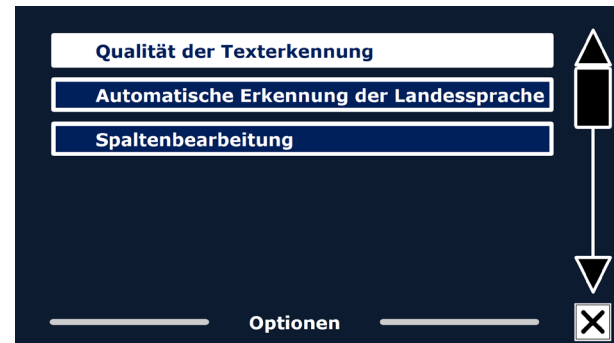 Qualität der Texterkennung
Automatische Erkennung der Landessprache
Spaltenbearbeitung
Optionen